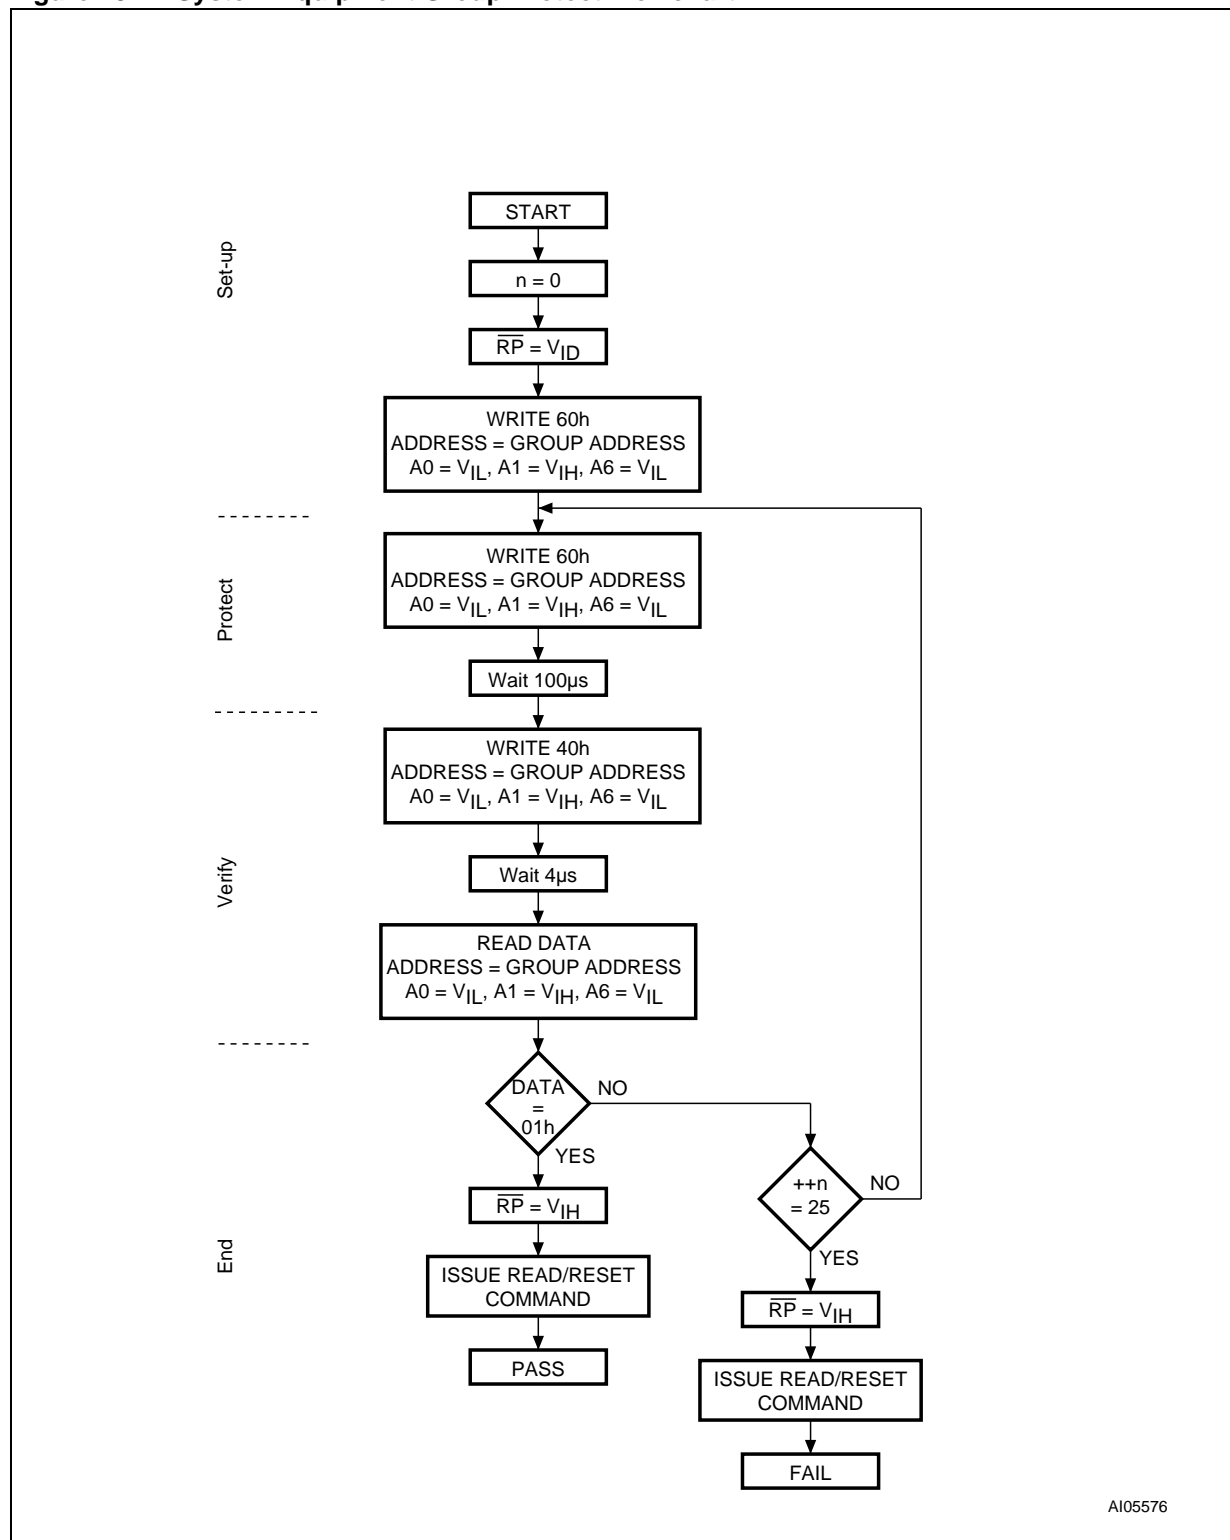 START
Set-up
n = 0
RP = VID
WRITE 60h
ADDRESS = GROUP ADDRESS
A0 = VIL, A1 = VIH, A6 = VIL
Protect
WRITE 60h
ADDRESS = GROUP ADDRESS
A0 = VIL, A1 = VIH, A6 = VIL
Wait 100µs
Verify
WRITE 40h
ADDRESS = GROUP ADDRESS
A0 = VIL, A1 = VIH, A6 = VIL
Wait 4µs
READ DATA
ADDRESS = GROUP ADDRESS
A0 = VIL, A1 = VIH, A6 = VIL
End
DATA
=
01h
NO
YES
++n
= 25
NO
YES
RP = VIH
ISSUE READ/RESET
COMMAND
PASS
RP = VIH
ISSUE READ/RESET
COMMAND
FAIL
AI05576